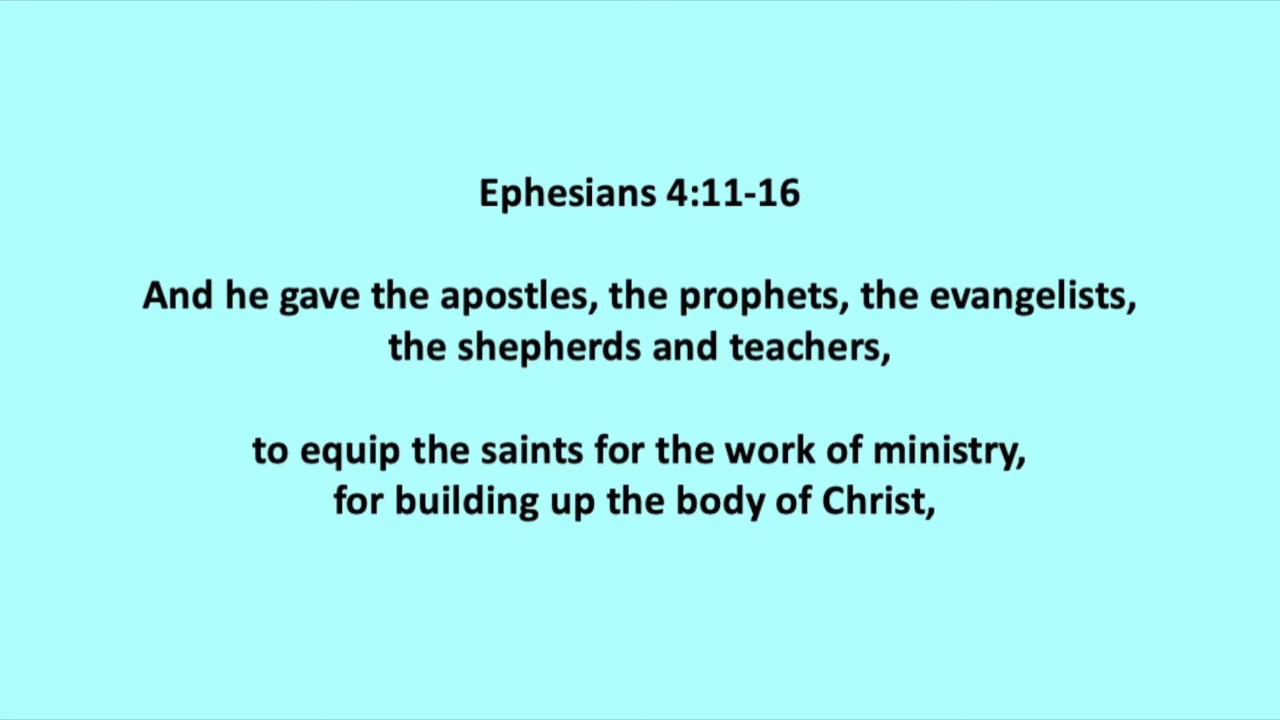 Ephesians 4:11-16
And he gave the apostles, the prophets, the evangelists,
the shepherds and teachers,
to equip the saints for the work of ministry,
for building up the body of Christ,